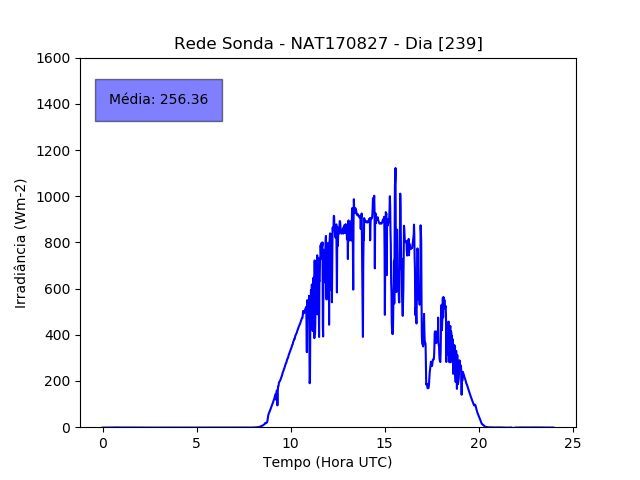 Rede Sonda - NAT170827 - Dia [239]
1600
1400
1200
1000
800
600
400
200
0
Média: 256.36
Irradiância (Wm-2)
0 5 10 15 20 25
Tempo (Hora UTC)